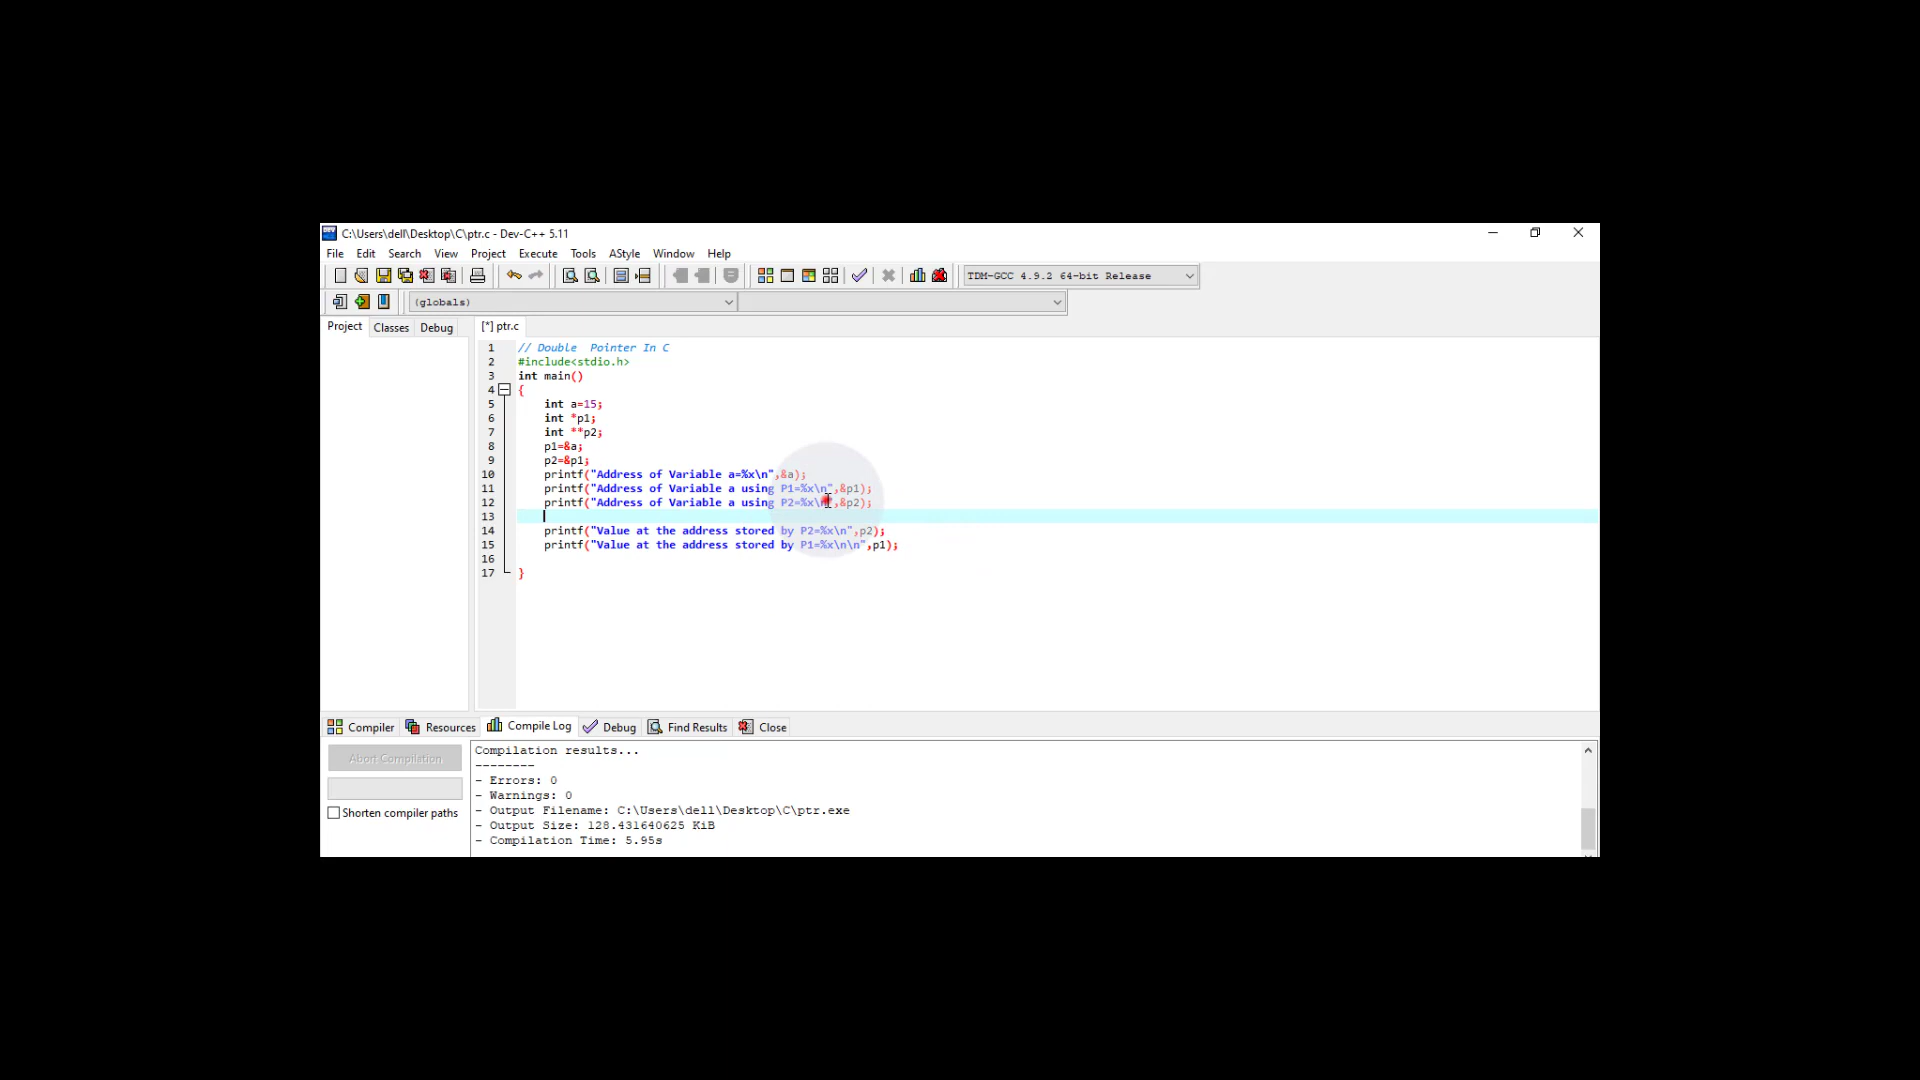 C:\Users\dell\Desktop\C\ptr.c - Dev-C++ 5.11
File Edit Search View Project Execute Tools AStyle Window Help
TDM-GCC 4.9.2 64-bit Release
(globals)
Project Classes Debug [*] ptr.c
1 // Double  Pointer In C
2 #include<stdio.h>
3 int main()
4 {
5 int a=15;
6 int *p1;
7 int **p2;
8 p1=&a;
9 p2=&p1;
10 printf("Address of Variable a=%x\n",&a);
11 printf("Address of Variable a using P1=%x\n",&p1);
12 printf("Address of Variable a using P2=%x\n",&p2);
13
14 printf("Value at the address stored by P2=%x\n",p2);
15 printf("Value at the address stored by P1=%x\n\n",p1);
16
17 }
Compiler Resources Compile Log Debug Find Results Close
Abort Compilation
Shorten compiler paths
Compilation results...
--------
- Errors: 0
- Warnings: 0
- Output Filename: C:\Users\dell\Desktop\C\ptr.exe
- Output Size: 128.431640625 KiB
- Compilation Time: 5.95s